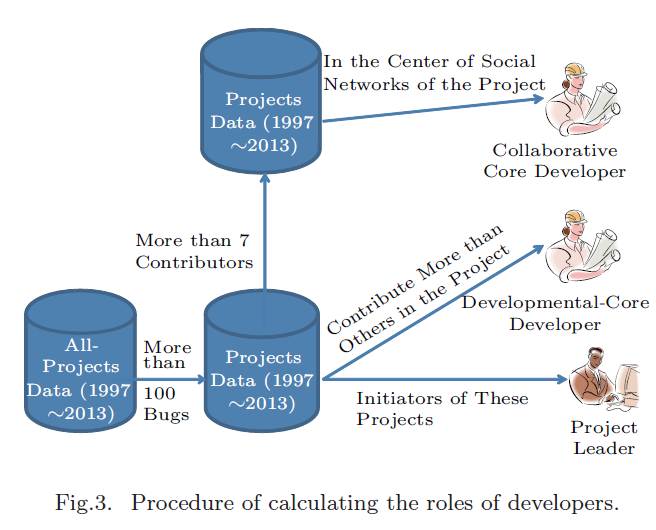 In the Center of Social
Networks of the Project
Projects
Data (1997
∼2013)
Collaborative
Core Developer
More than 7
Contributors
Contribute More than
Others in the Project
Developmental-Core
Developer
All-
Projects
Data (1997
∼2013)
More
than
100
Bugs
Projects
Data (1997
∼2013)
Initiators of These
Projects
Project
Leader
Fig.3. Procedure of calculating the roles of developers.